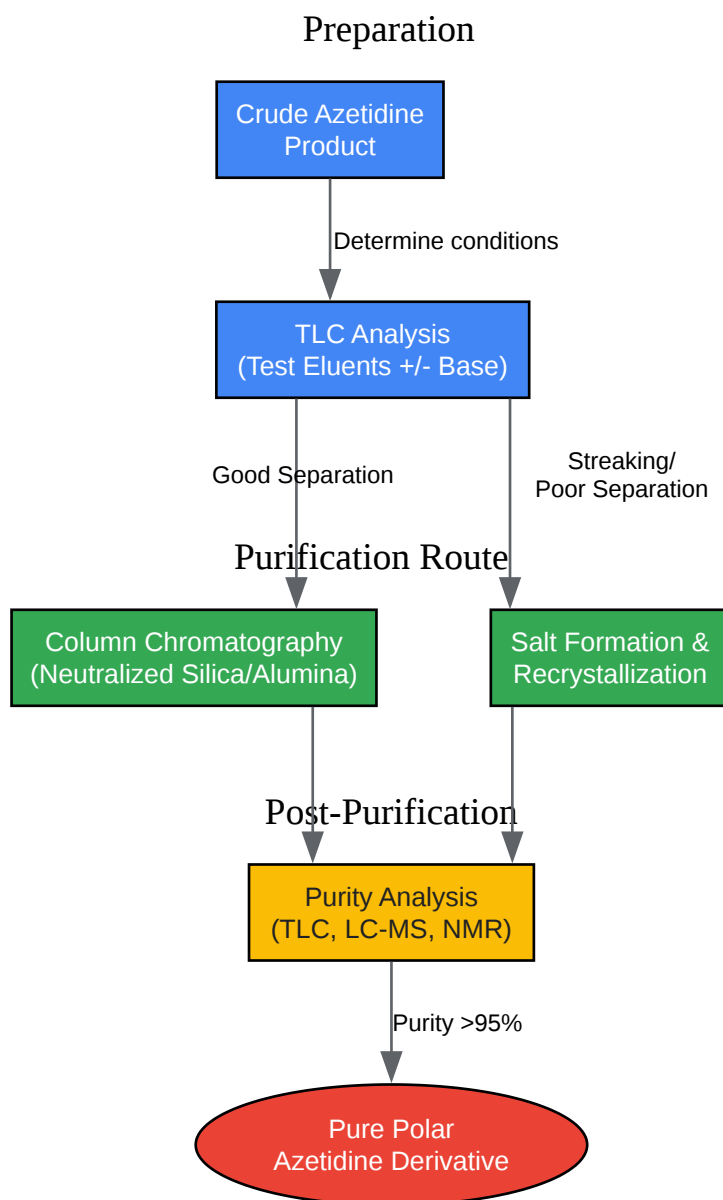 Preparation
Crude Azetidine
Product
Determine conditions
TLC Analysis
(Test Eluents +/- Base)
Good Separation
Streaking/
Poor Separation
Purification Route
Column Chromatography
(Neutralized Silica/Alumina)
Salt Formation &
Recrystallization
Post-Purification
Purity Analysis
(TLC, LC-MS, NMR)
Purity >95%
Pure Polar
Azetidine Derivative